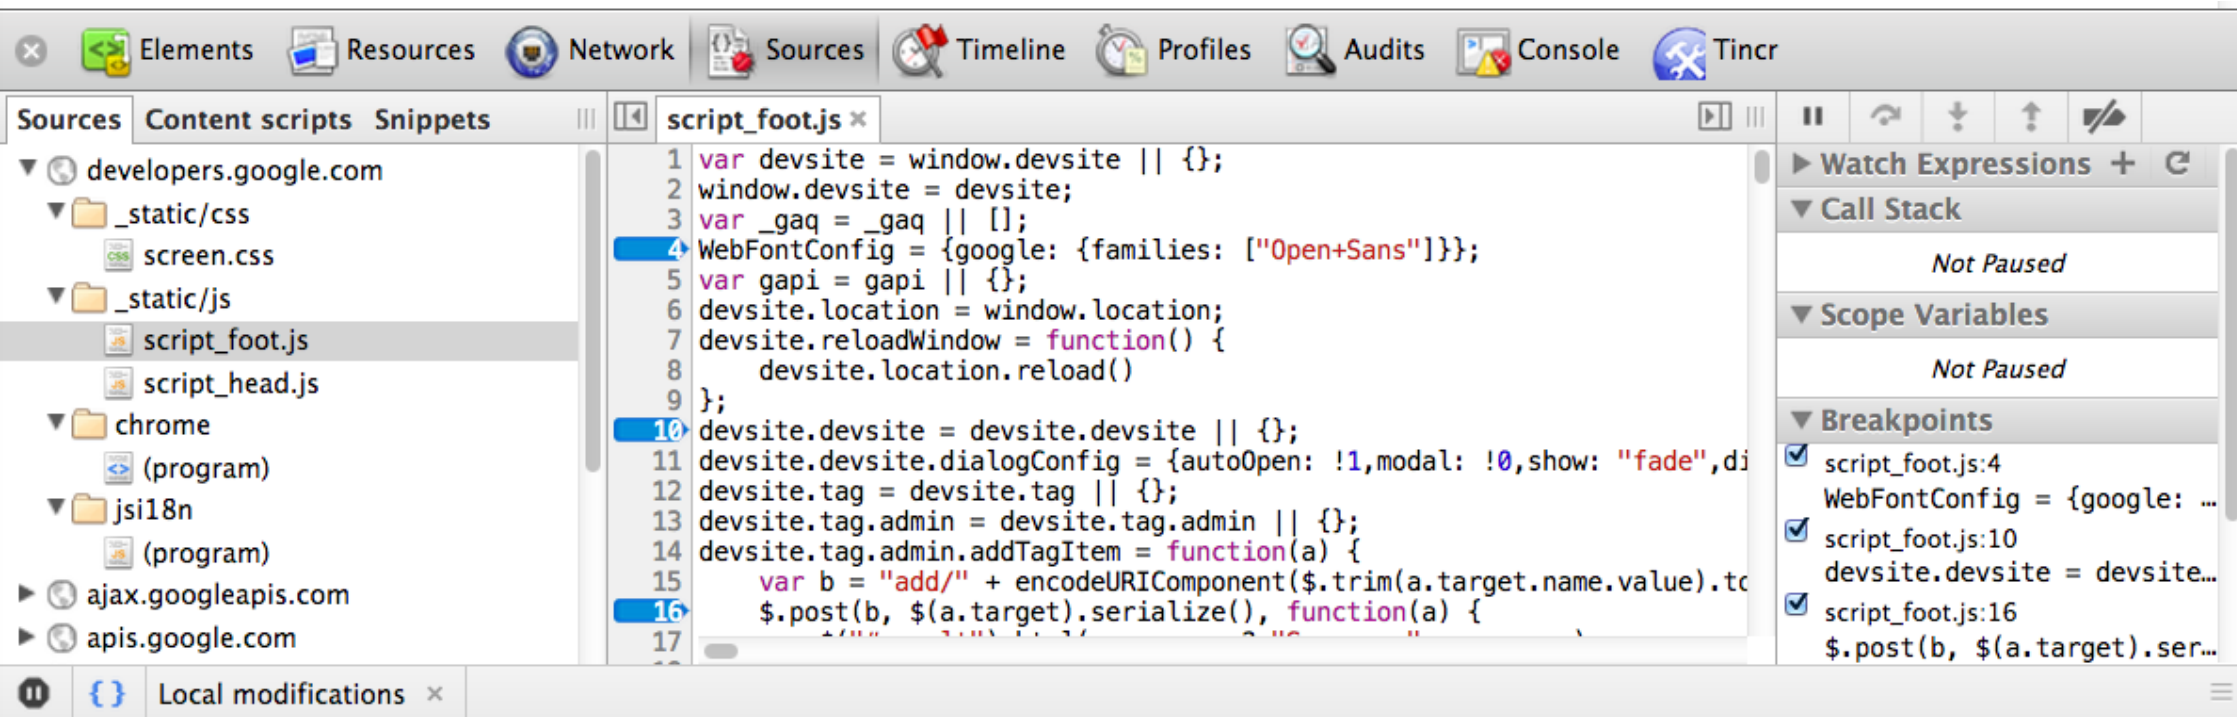 Elements Resources Network Sources Timeline Profiles Audits Console Tincr
Sources Content scripts Snippets
developers.google.com
_static/css
screen.css
_static/js
script_foot.js
script_head.js
chrome
(program)
jsi18n
(program)
ajax.googleapis.com
apis.google.com
script_foot.js
1 var devsite = window.devsite || {};
2 window.devsite = devsite;
3 var _gaq = _gaq || [];
4 WebFontConfig = {google: {families: ["Open+Sans"]}};
5 var gapi = gapi || {};
6 devsite.location = window.location;
7 devsite.reloadWindow = function() {
8 devsite.location.reload()
9 };
10 devsite.devsite = devsite.devsite || {};
11 devsite.devsite.dialogConfig = {autoOpen: !1,modal: !0,show: "fade",di
12 devsite.tag = devsite.tag || {};
13 devsite.tag.admin = devsite.tag.admin || {};
14 devsite.tag.admin.addTagItem = function(a) {
15 var b = "add/" + encodeURIComponent($.trim(a.target.name.value).to
16 $.post(b, $(a.target).serialize(), function(a) {
17
Watch Expressions
Call Stack
Not Paused
Scope Variables
Not Paused
Breakpoints
script_foot.js:4
WebFontConfig = {google: …
script_foot.js:10
devsite.devsite = devsite…
script_foot.js:16
$.post(b, $(a.target).ser…
{} Local modifications